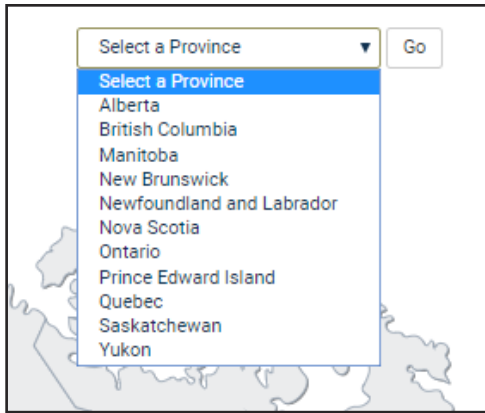 Select a Province ▼ Go
Select a Province
Alberta
British Columbia
Manitoba
New Brunswick
Newfoundland and Labrador
Nova Scotia
Ontario
Prince Edward Island
Quebec
Saskatchewan
Yukon